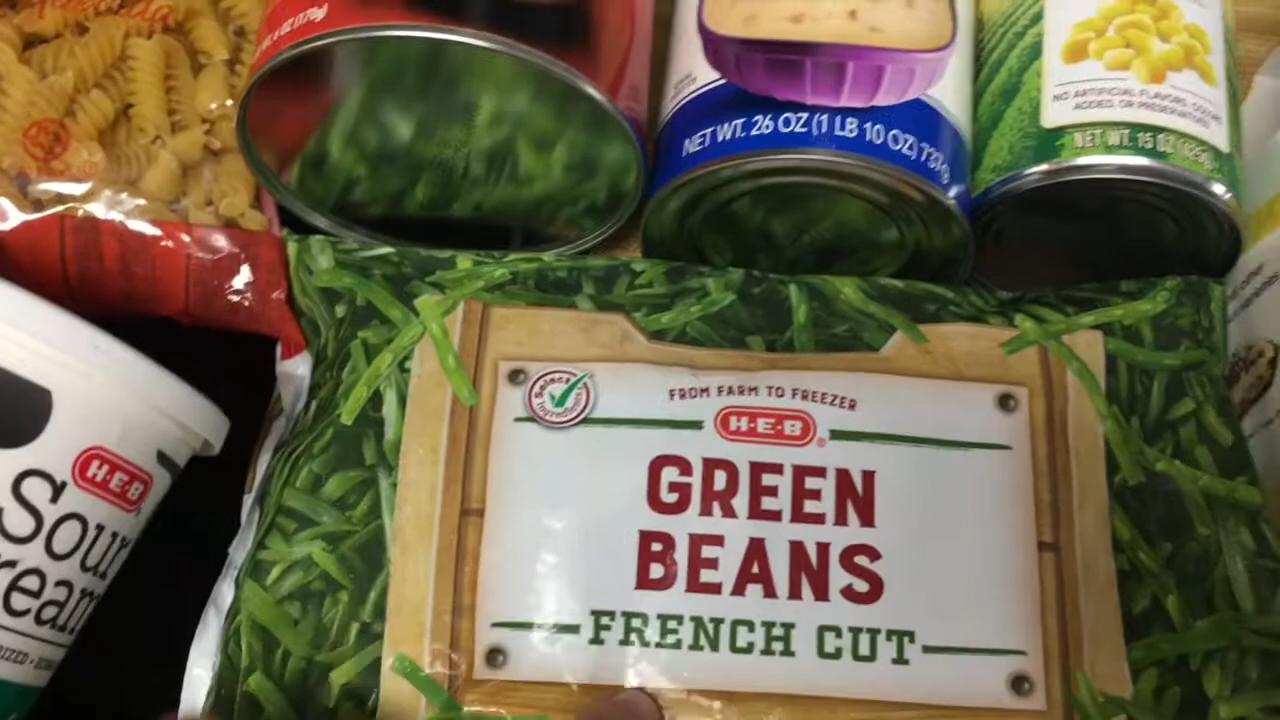 NET WT. 26 OZ (1 LB 10 OZ) 737g
NO ARTIFICIAL FLAVORS, COLORS
ADDED, OR PRESERVATIVES
NET WT. 15 OZ (425g)
Select
Ingredients
FROM FARM TO FREEZER
H-E-B
GREEN
BEANS
FRENCH CUT
H-E-B
Sour